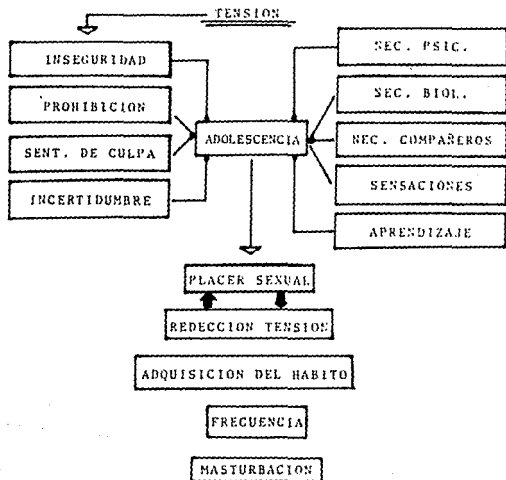 TENSION
INSEGURIDAD
PROHIBICION
SENT. DE CULPA
INCERTIDUMBRE
ADOLESCENCIA
NEC. PSIC.
NEC. BIOL.
NEC. COMPAÑEROS
SENSACIONES
APRENDIZAJE
PLACER SEXUAL
REDECCION TENSION
ADQUISICION DEL HABITO
FRECUENCIA
MASTURBACION